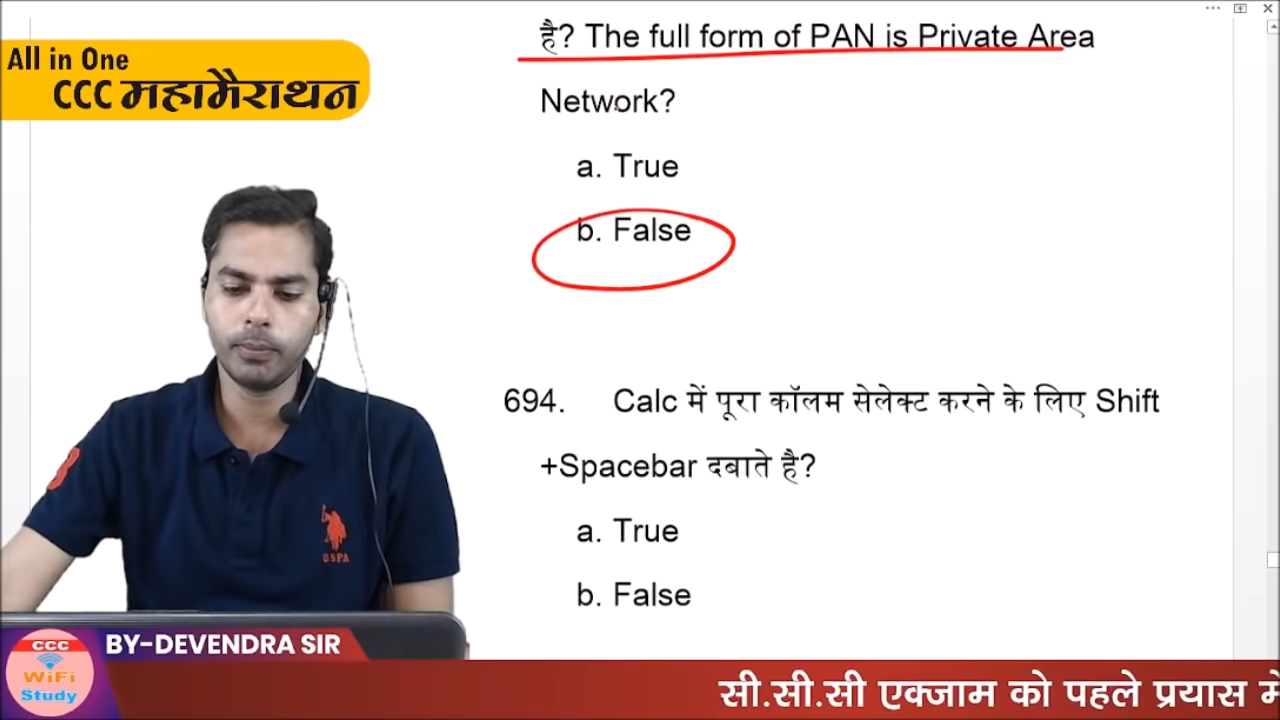 है? The full form of PAN is Private Area
All in One
CCC महामैराथन
Network?
a. True
b. False
694. Calc में पूरा कॉलम सेलेक्ट करने के लिए Shift
+Spacebar दबाते है?
a. True
b. False
3
USPA
BY-DEVENDRA SIR
CCC
WiFi
Study
सी.सी.सी एक्जाम को पहले प्रयास में